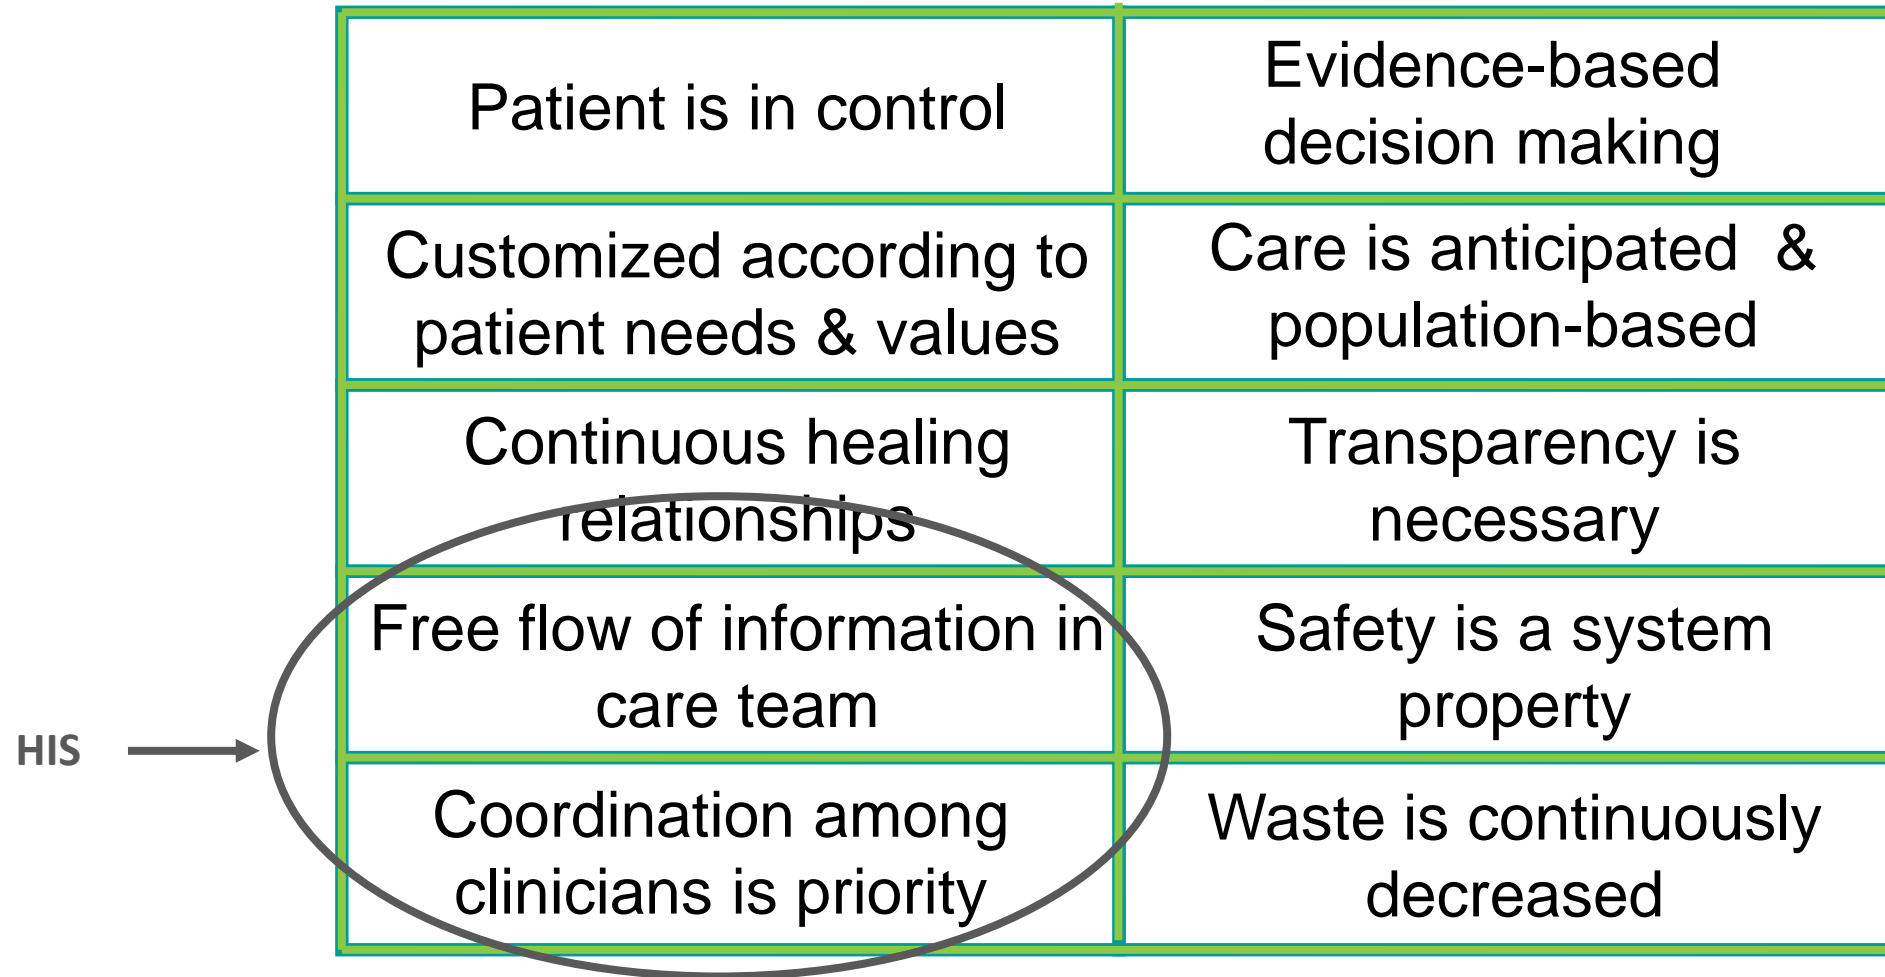 Patient is in control
Evidence-based
decision making
Customized according to
patient needs & values
Care is anticipated & 
population-based
Continuous healing
relationships
Transparency is
necessary
Free flow of information in
care team
Safety is a system
property
HIS
Coordination among
clinicians is priority
Waste is continuously
decreased